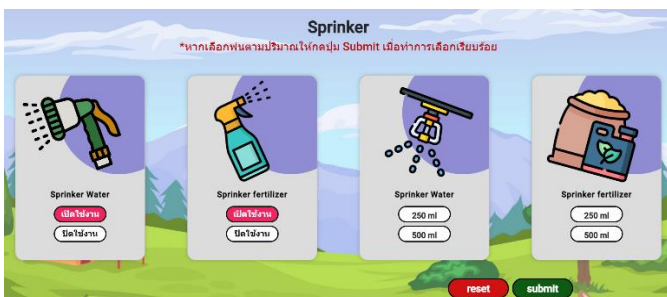 Sprinker
*หากเลือกพ่นตามปริมาณให้กดปุ่ม Submit เมื่อทำการเลือกเรียบร้อย
Sprinker Water
เปิดใช้งาน
ปิดใช้งาน
Sprinker fertilizer
เปิดใช้งาน
ปิดใช้งาน
Sprinker Water
250 ml
500 ml
Sprinker fertilizer
250 ml
500 ml
reset
submit